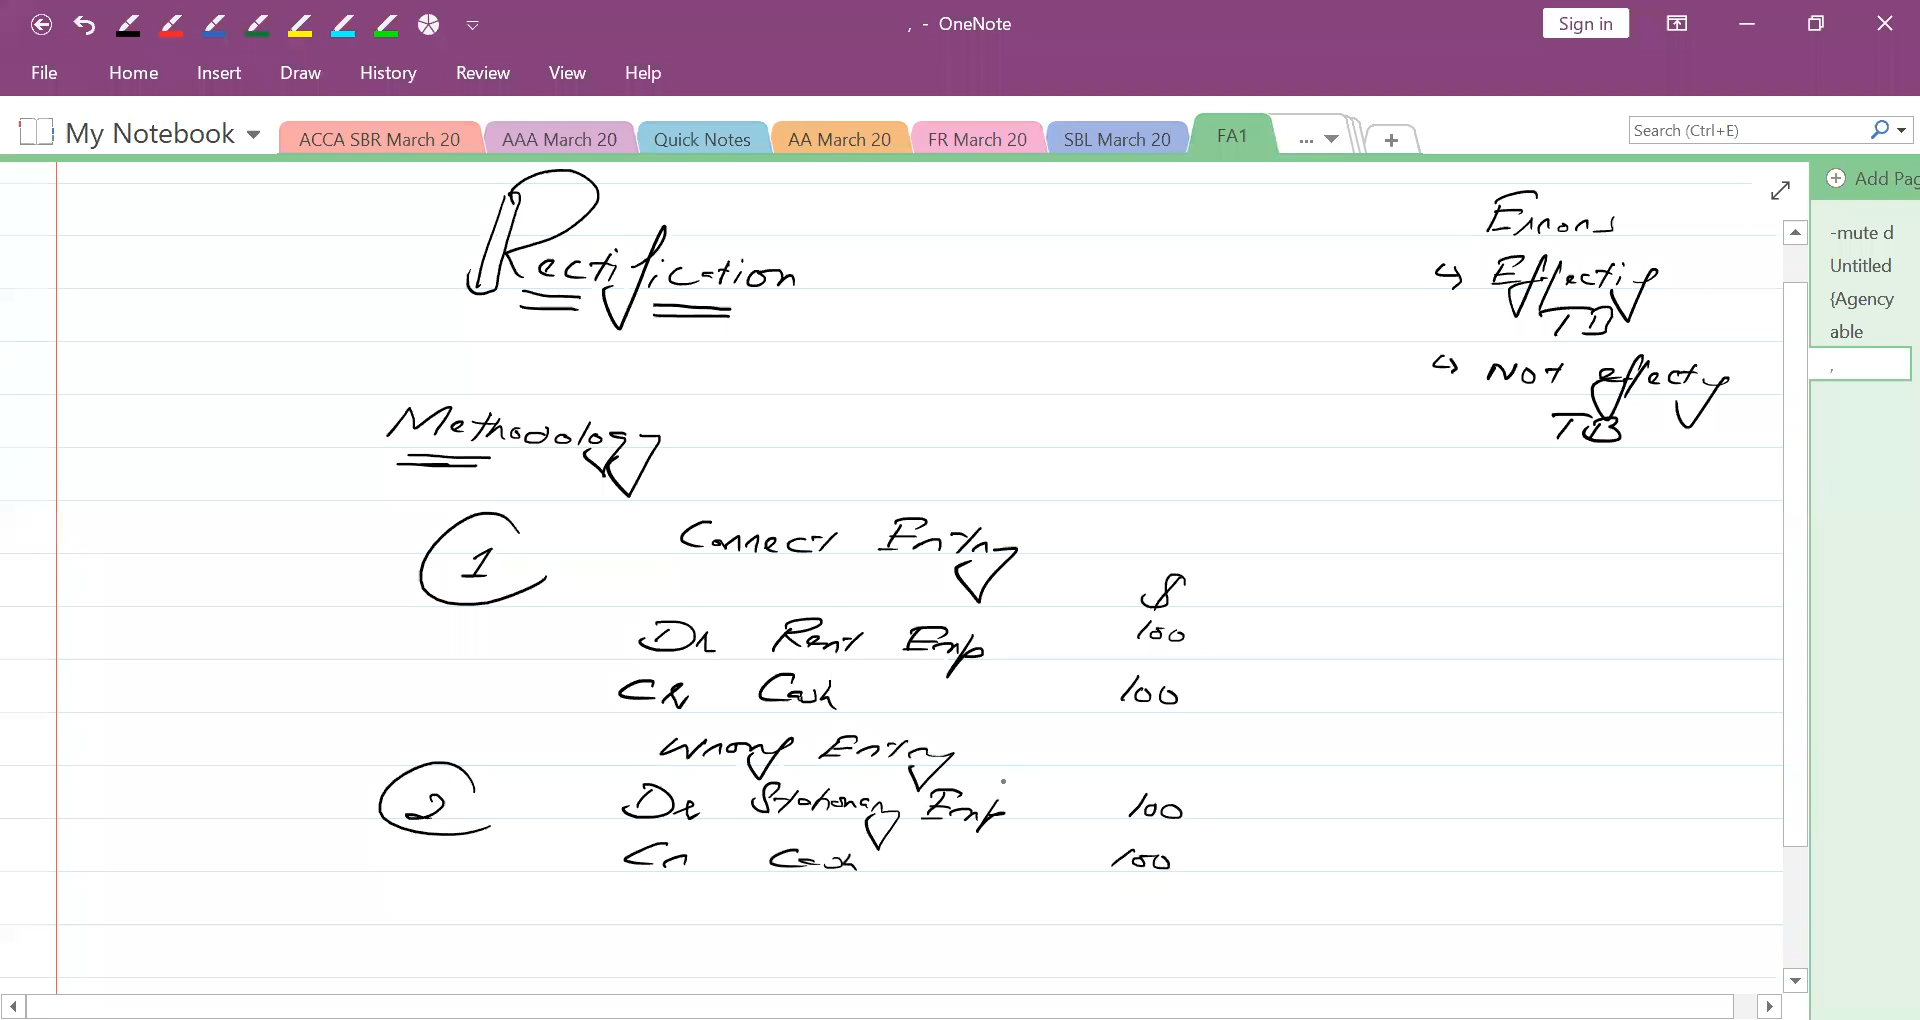 , - OneNote
Sign in
File Home Insert Draw History Review View Help
My Notebook
ACCA SBR March 20
AAA March 20
Quick Notes
AA March 20
FR March 20
SBL March 20
FA1
...
Search (Ctrl+E)
Add Pag
-mute d
Untitled
{Agency
able
,
Rectification
Errors
↪ Effecting
TB
↪ Not effecting
TB
Methodology
1 Correct Entry
$
Dr Rent Exp 100
Cr Cash 100
Wrong Entry
2 Dr Stationary Exp 100
Cr Cash 100